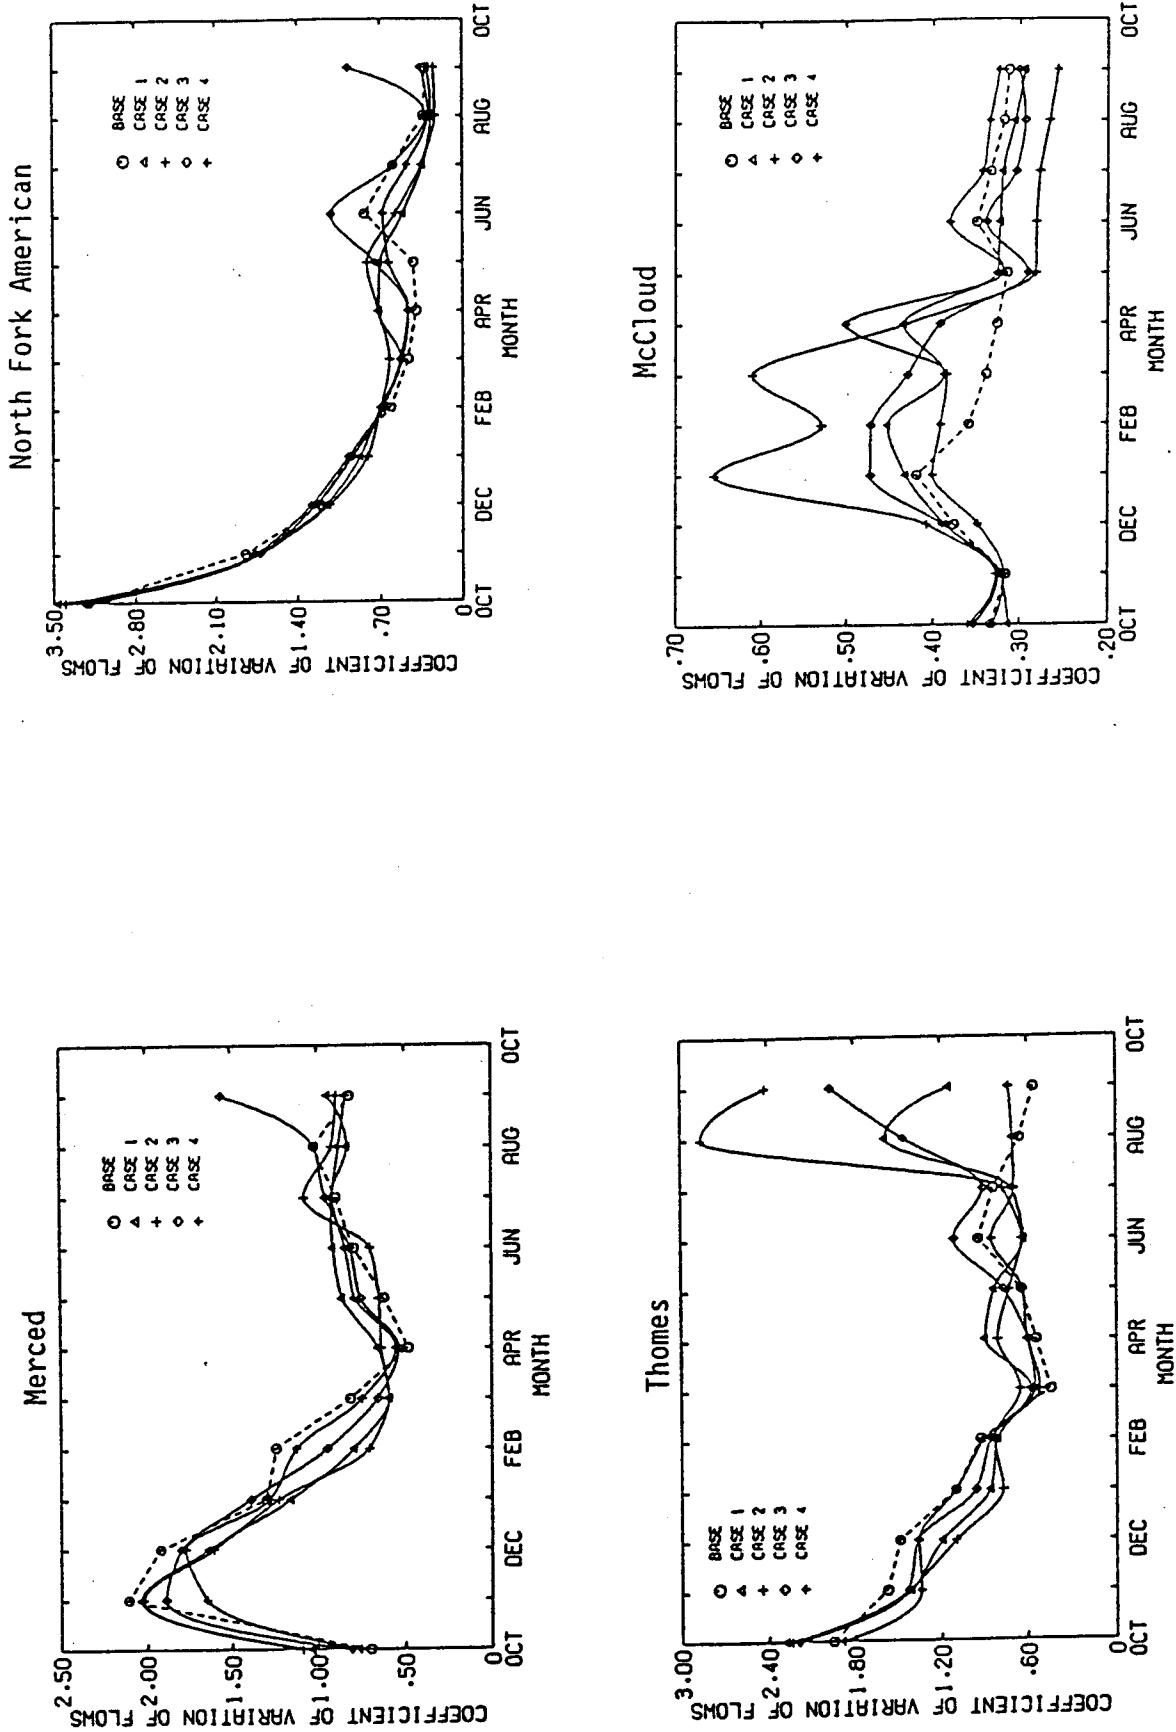 Merced
COEFFICIENT OF VARIATION OF FLOWS
2.50
2.00
1.50
1.00
.50
0
BASE
CASE 1
CASE 2
CASE 3
CASE 4
OCT DEC FEB APR JUN AUG OCT
MONTH
North Fork American
COEFFICIENT OF VARIATION OF FLOWS
3.50
2.80
2.10
1.40
.70
0
BASE
CASE 1
CASE 2
CASE 3
CASE 4
OCT DEC FEB APR JUN AUG OCT
MONTH
Thomes
COEFFICIENT OF VARIATION OF FLOWS
3.00
2.40
1.80
1.20
.60
0
BASE
CASE 1
CASE 2
CASE 3
CASE 4
OCT DEC FEB APR JUN AUG OCT
MONTH
McCloud
COEFFICIENT OF VARIATION OF FLOWS
.70
.60
.50
.40
.30
.20
BASE
CASE 1
CASE 2
CASE 3
CASE 4
OCT DEC FEB APR JUN AUG OCT
MONTH